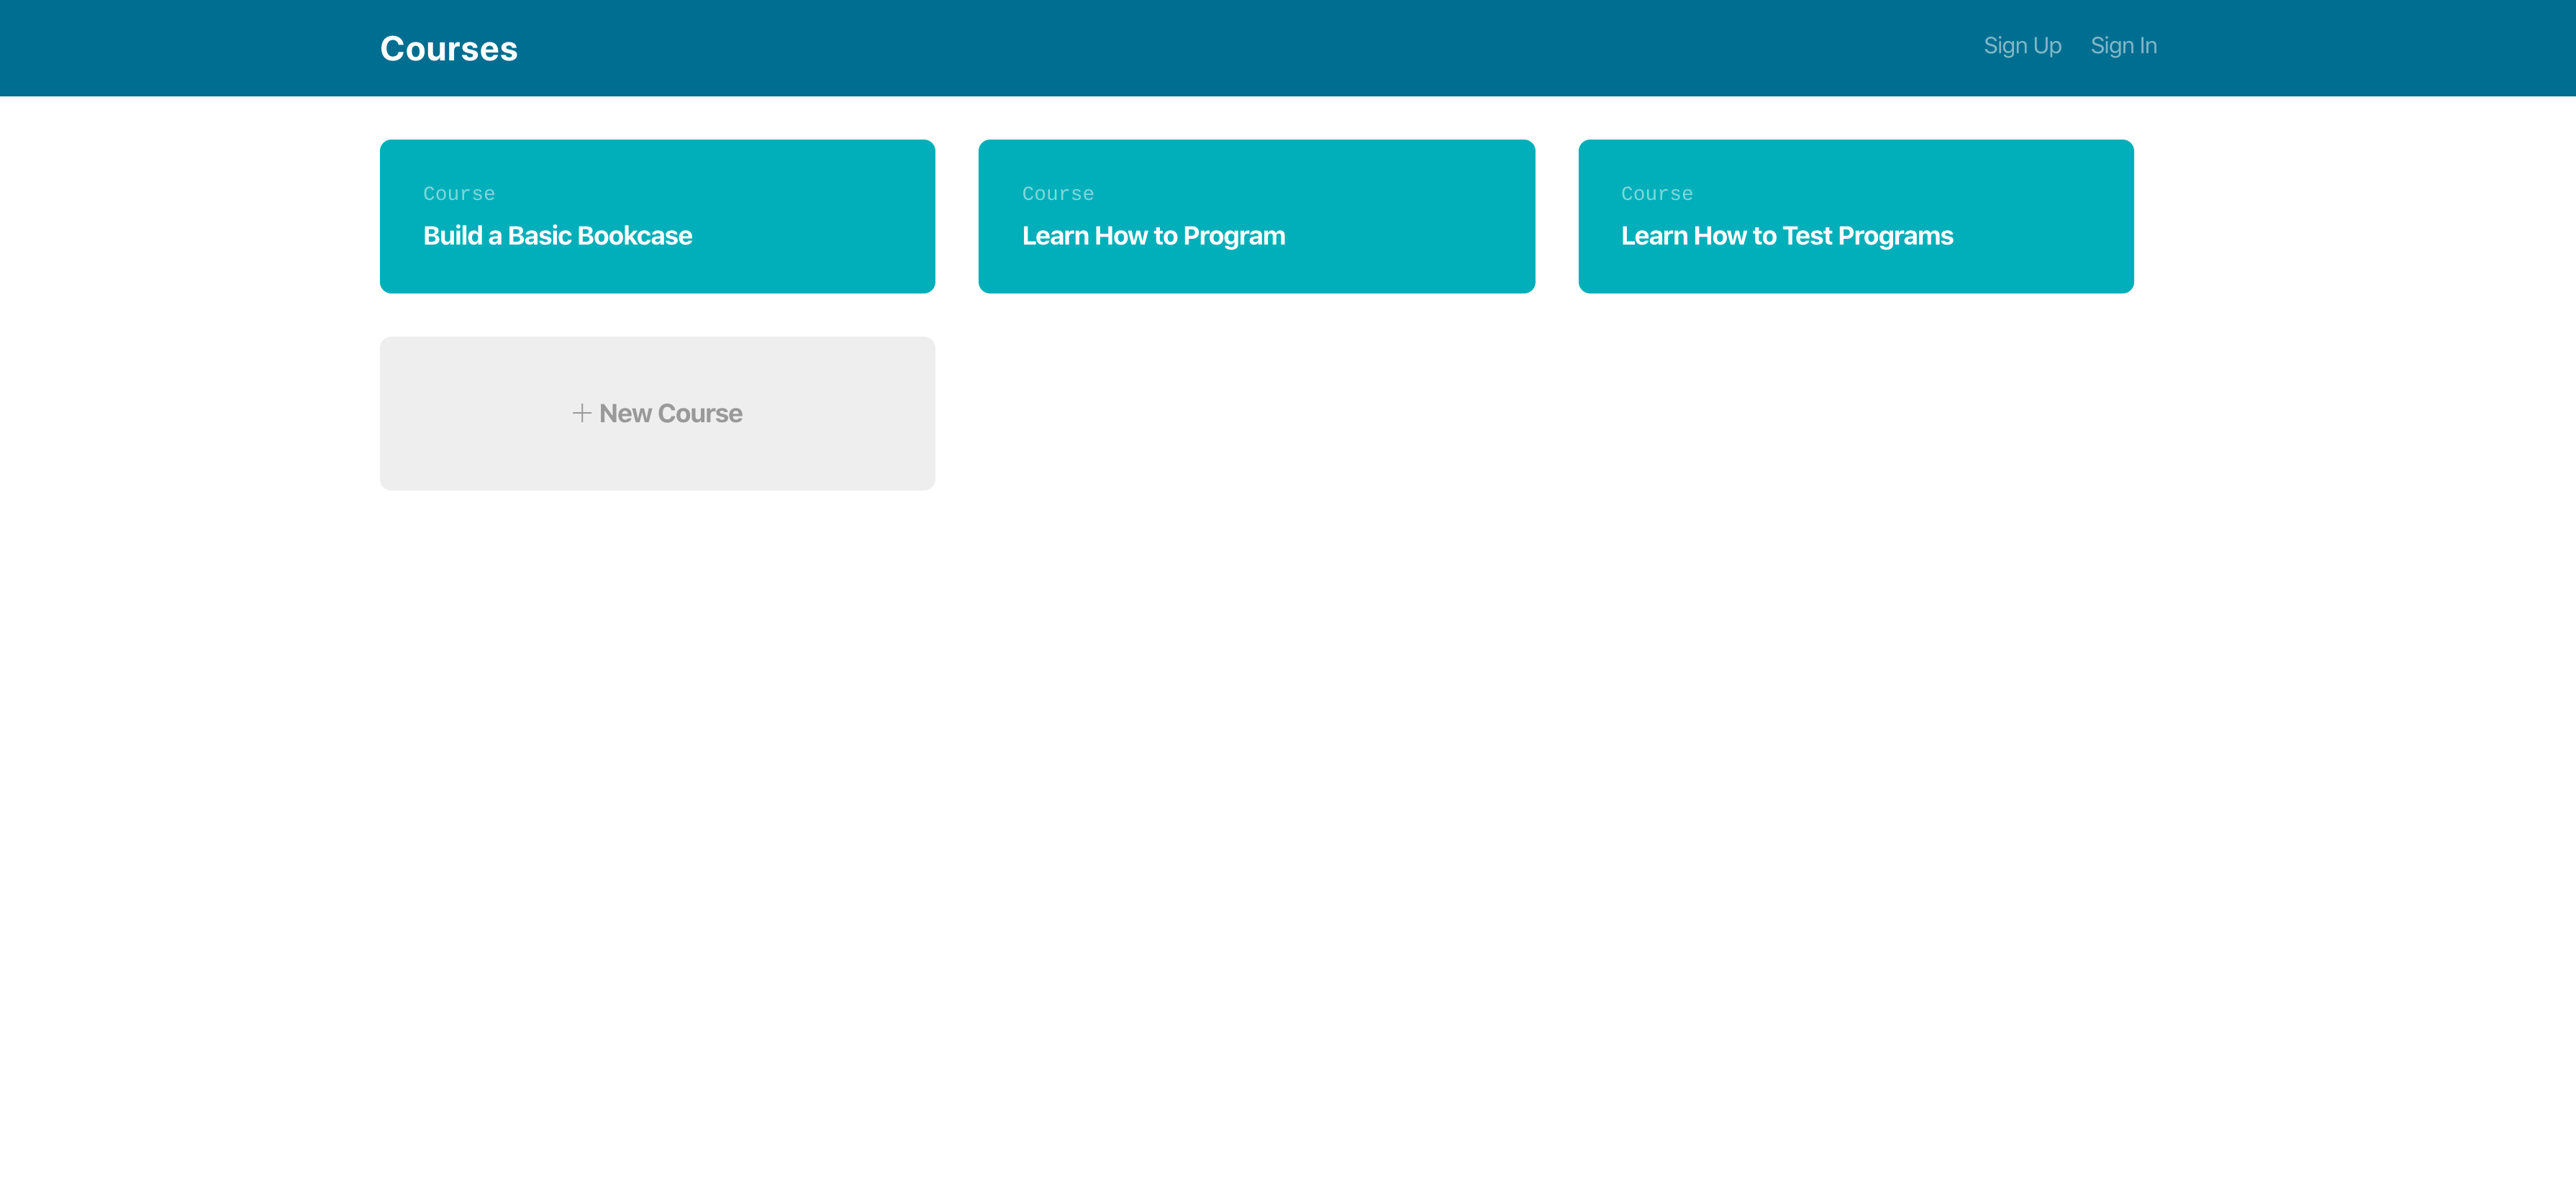 Courses
Sign Up
Sign In
Course
Build a Basic Bookcase
Course
Learn How to Program
Course
Learn How to Test Programs
New Course